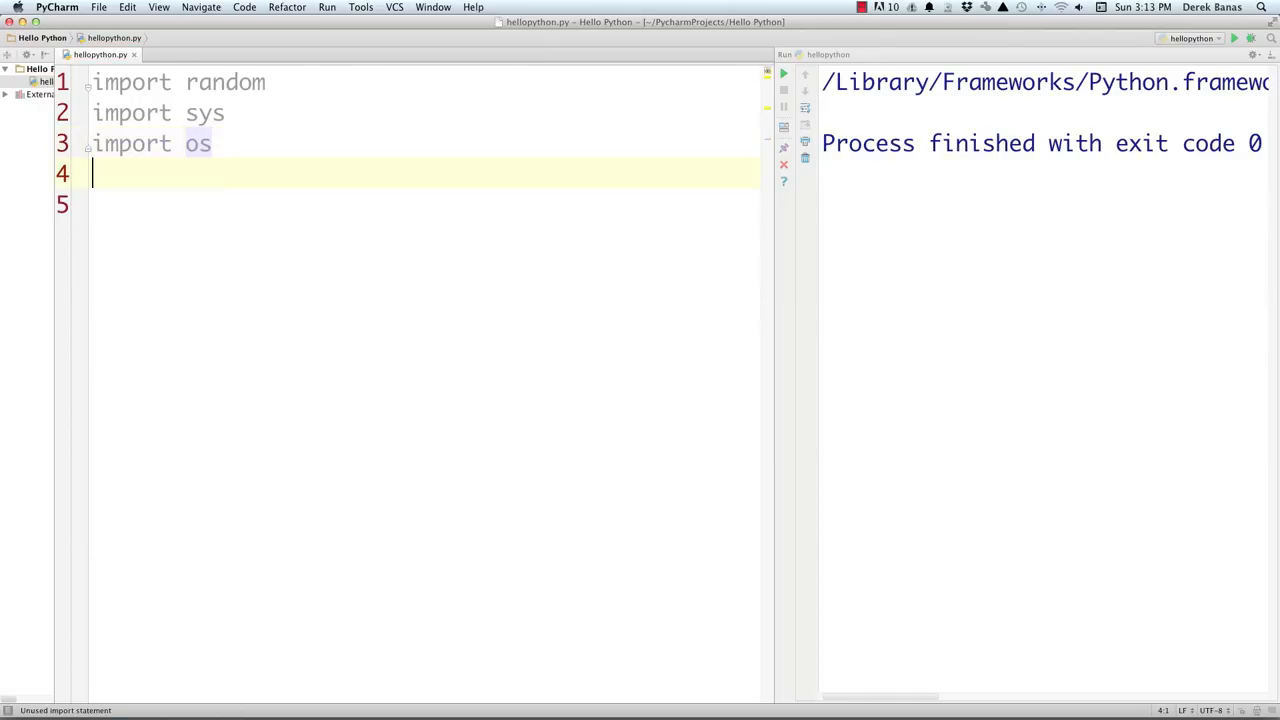 PyCharm File Edit View Navigate Code Refactor Run Tools VCS Window Help 10 Sun 3:13 PM Derek Banas
hellopython.py – Hello Python – [~/PycharmProjects/Hello Python]
Hello Python hellopython.py hellopython
hellopython.py Run hellopython
Hello P
hell
Externa
1 import random
2 import sys
3 import os
4
5
/Library/Frameworks/Python.framewo
Process finished with exit code 0
Unused import statement 4:1 LF UTF-8